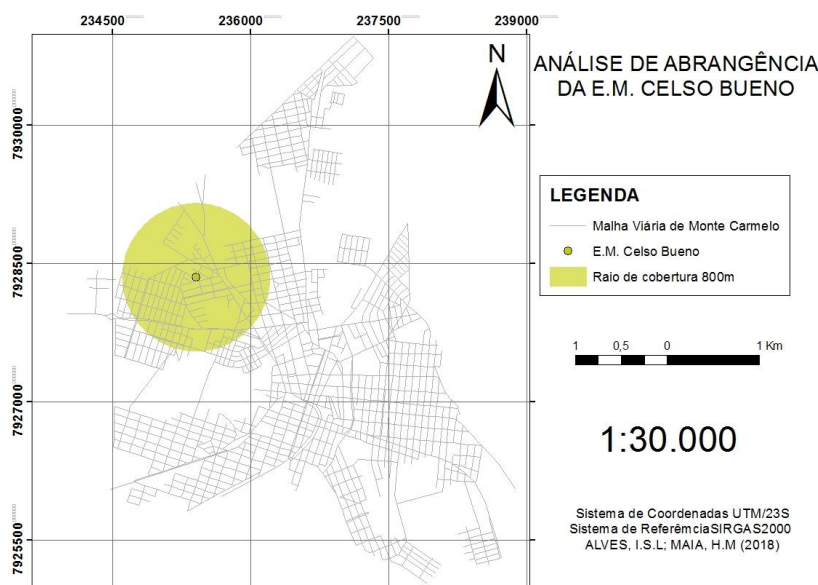 234500 236000 237500 239000
7930000
7928500
7927000
7925500
N
ANÁLISE DE ABRANGÊNCIA
DA E.M. CELSO BUENO
LEGENDA
Malha Viária de Monte Carmelo
E.M. Celso Bueno
Raio de cobertura 800m
1 0,5 0 1 Km
1:30.000
Sistema de Coordenadas UTM/23S
Sistema de ReferêmciaSIRGAS2000
ALVES, I.S.L; MAIA, H.M (2018)